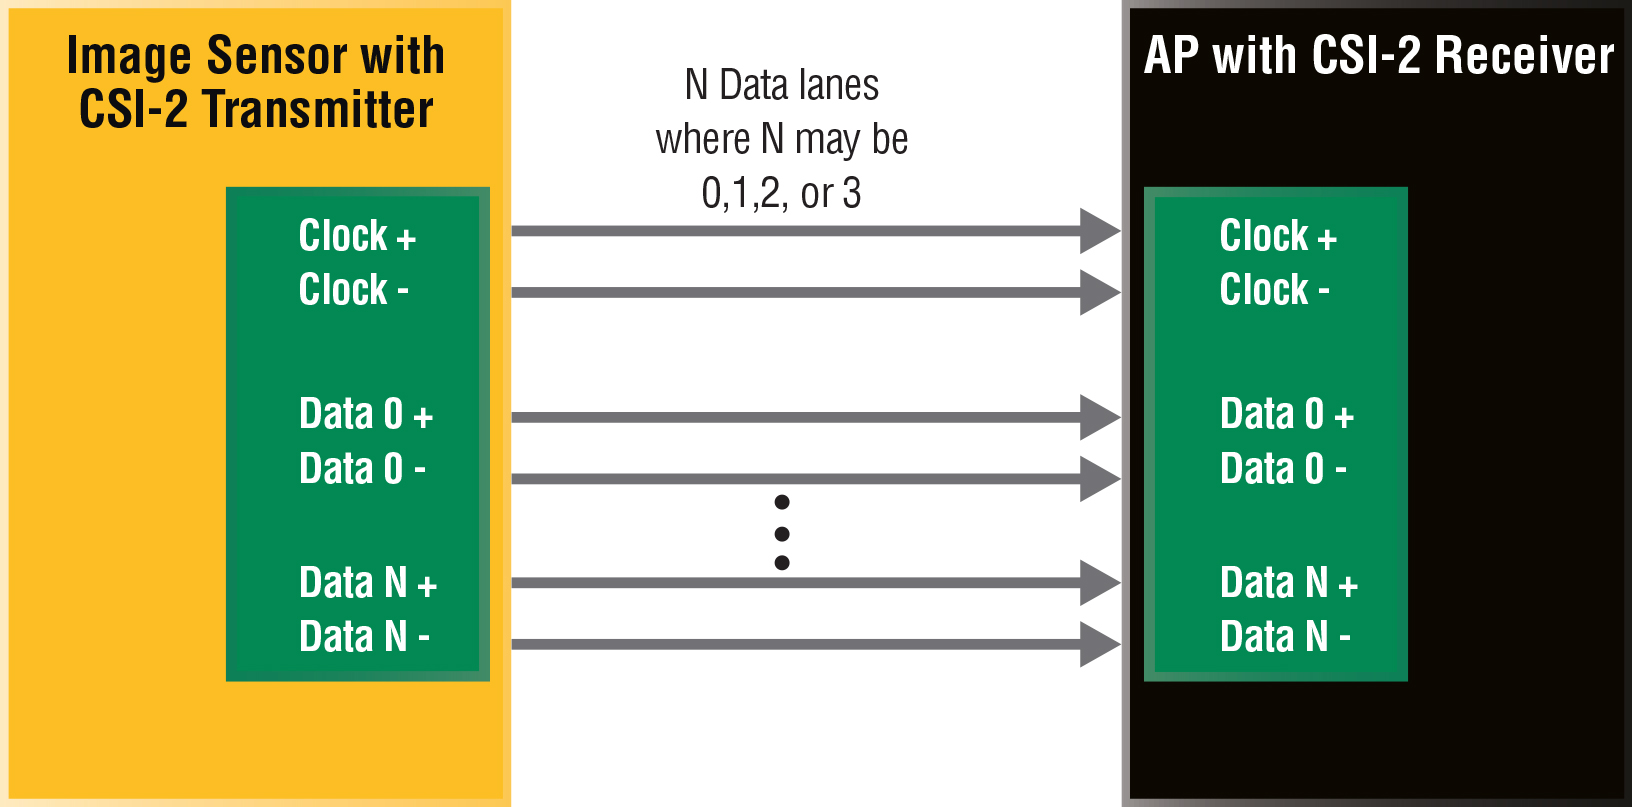 Image Sensor with
CSI-2 Transmitter
N Data lanes
where N may be
0,1,2, or 3
AP with CSI-2 Receiver
Clock +
Clock -
Data 0 +
Data 0 -
Data N +
Data N -
Clock +
Clock -
Data 0 +
Data 0 -
Data N +
Data N -